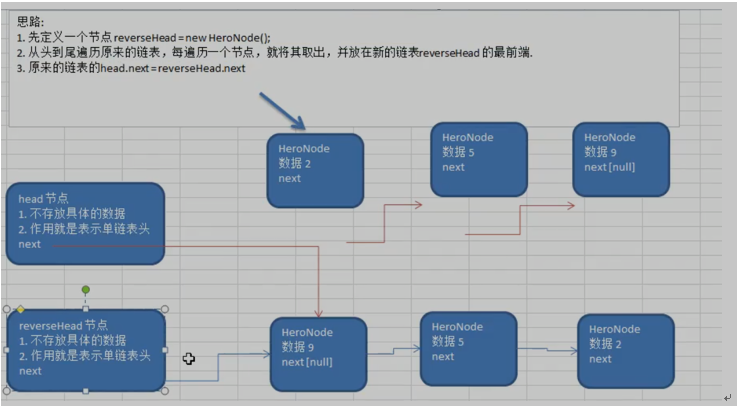 思路:
1. 先定义一个节点 reverseHead = new HeroNode();
2. 从头到尾遍历原来的链表，每遍历一个节点，就将其取出，并放在新的链表reverseHead 的最前端.
3. 原来的链表的head.next = reverseHead.next
HeroNode
数据 2
next
HeroNode
数据 5
next
HeroNode
数据 9
next [null]
head 节点
1. 不存放具体的数据
2. 作用就是表示单链表头
next
reverseHead 节点
1. 不存放具体的数据
2. 作用就是表示单链表头
next
HeroNode
数据 9
next [null]
HeroNode
数据 5
next
HeroNode
数据 2
next